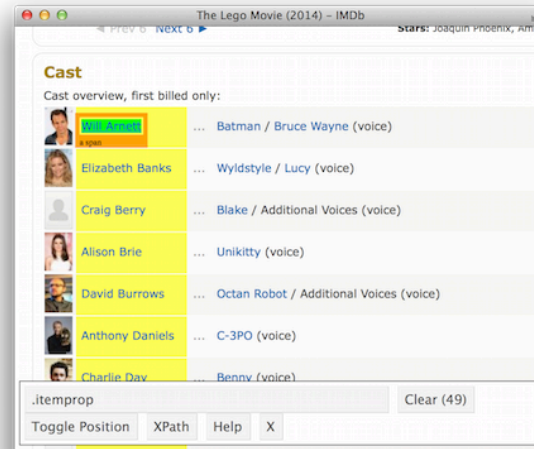 The Lego Movie (2014) – IMDb
◀ Prev 6 Next 6 ▶ Stars: Joaquin Phoenix, Am
Cast
Cast overview, first billed only:
Will Arnett ... Batman / Bruce Wayne (voice)
a span
Elizabeth Banks ... Wyldstyle / Lucy (voice)
Craig Berry ... Blake / Additional Voices (voice)
Alison Brie ... Unikitty (voice)
David Burrows ... Octan Robot / Additional Voices (voice)
Anthony Daniels ... C-3PO (voice)
Charlie Day ... Benny (voice)
.itemprop Clear (49)
Toggle Position XPath Help X